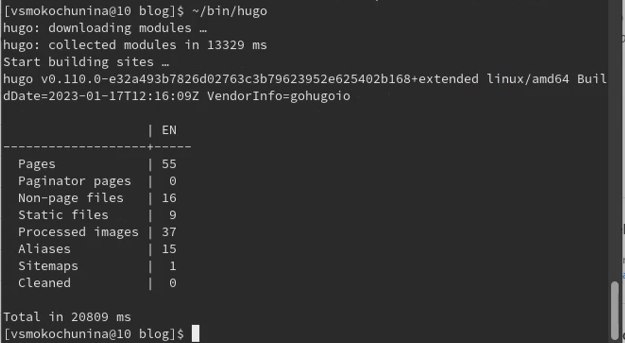 [vsmokochunina@10 blog]$ ~/bin/hugo
hugo: downloading modules …
hugo: collected modules in 13329 ms
Start building sites …
hugo v0.110.0-e32a493b7826d02763c3b79623952e625402b168+extended linux/amd64 Buil
dDate=2023-01-17T12:16:09Z VendorInfo=gohugoio
                   | EN
-------------------+-----
  Pages            | 55
  Paginator pages  |  0
  Non-page files   | 16
  Static files     |  9
  Processed images | 37
  Aliases          | 15
  Sitemaps         |  1
  Cleaned          |  0
Total in 20809 ms
[vsmokochunina@10 blog]$